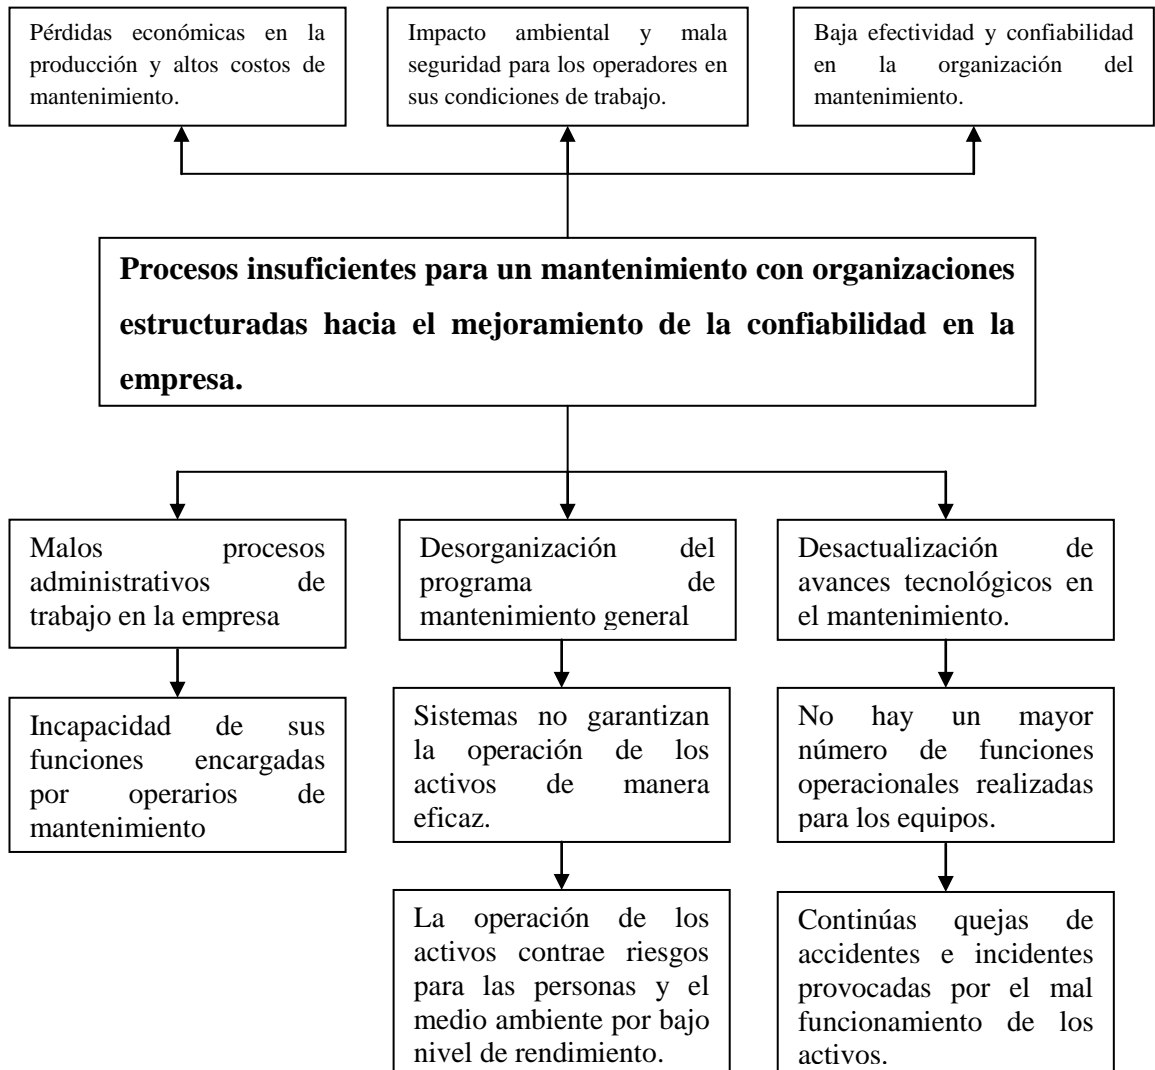 Pérdidas económicas en la
producción y altos costos de
mantenimiento.
Impacto ambiental y mala
seguridad para los operadores en
sus condiciones de trabajo.
Baja efectividad y confiabilidad
en la organización del
mantenimiento.
Procesos insuficientes para un mantenimiento con organizaciones
estructuradas hacia el mejoramiento de la confiabilidad en la
empresa.
Malos procesos
administrativos de
trabajo en la empresa
Desorganización del
programa de
mantenimiento general
Desactualización de
avances tecnológicos en
el mantenimiento.
Incapacidad de sus
funciones encargadas
por operarios de
mantenimiento
Sistemas no garantizan
la operación de los
activos de manera
eficaz.
No hay un mayor
número de funciones
operacionales realizadas
para los equipos.
La operación de los
activos contrae riesgos
para las personas y el
medio ambiente por bajo
nivel de rendimiento.
Continúas quejas de
accidentes e incidentes
provocadas por el mal
funcionamiento de los
activos.